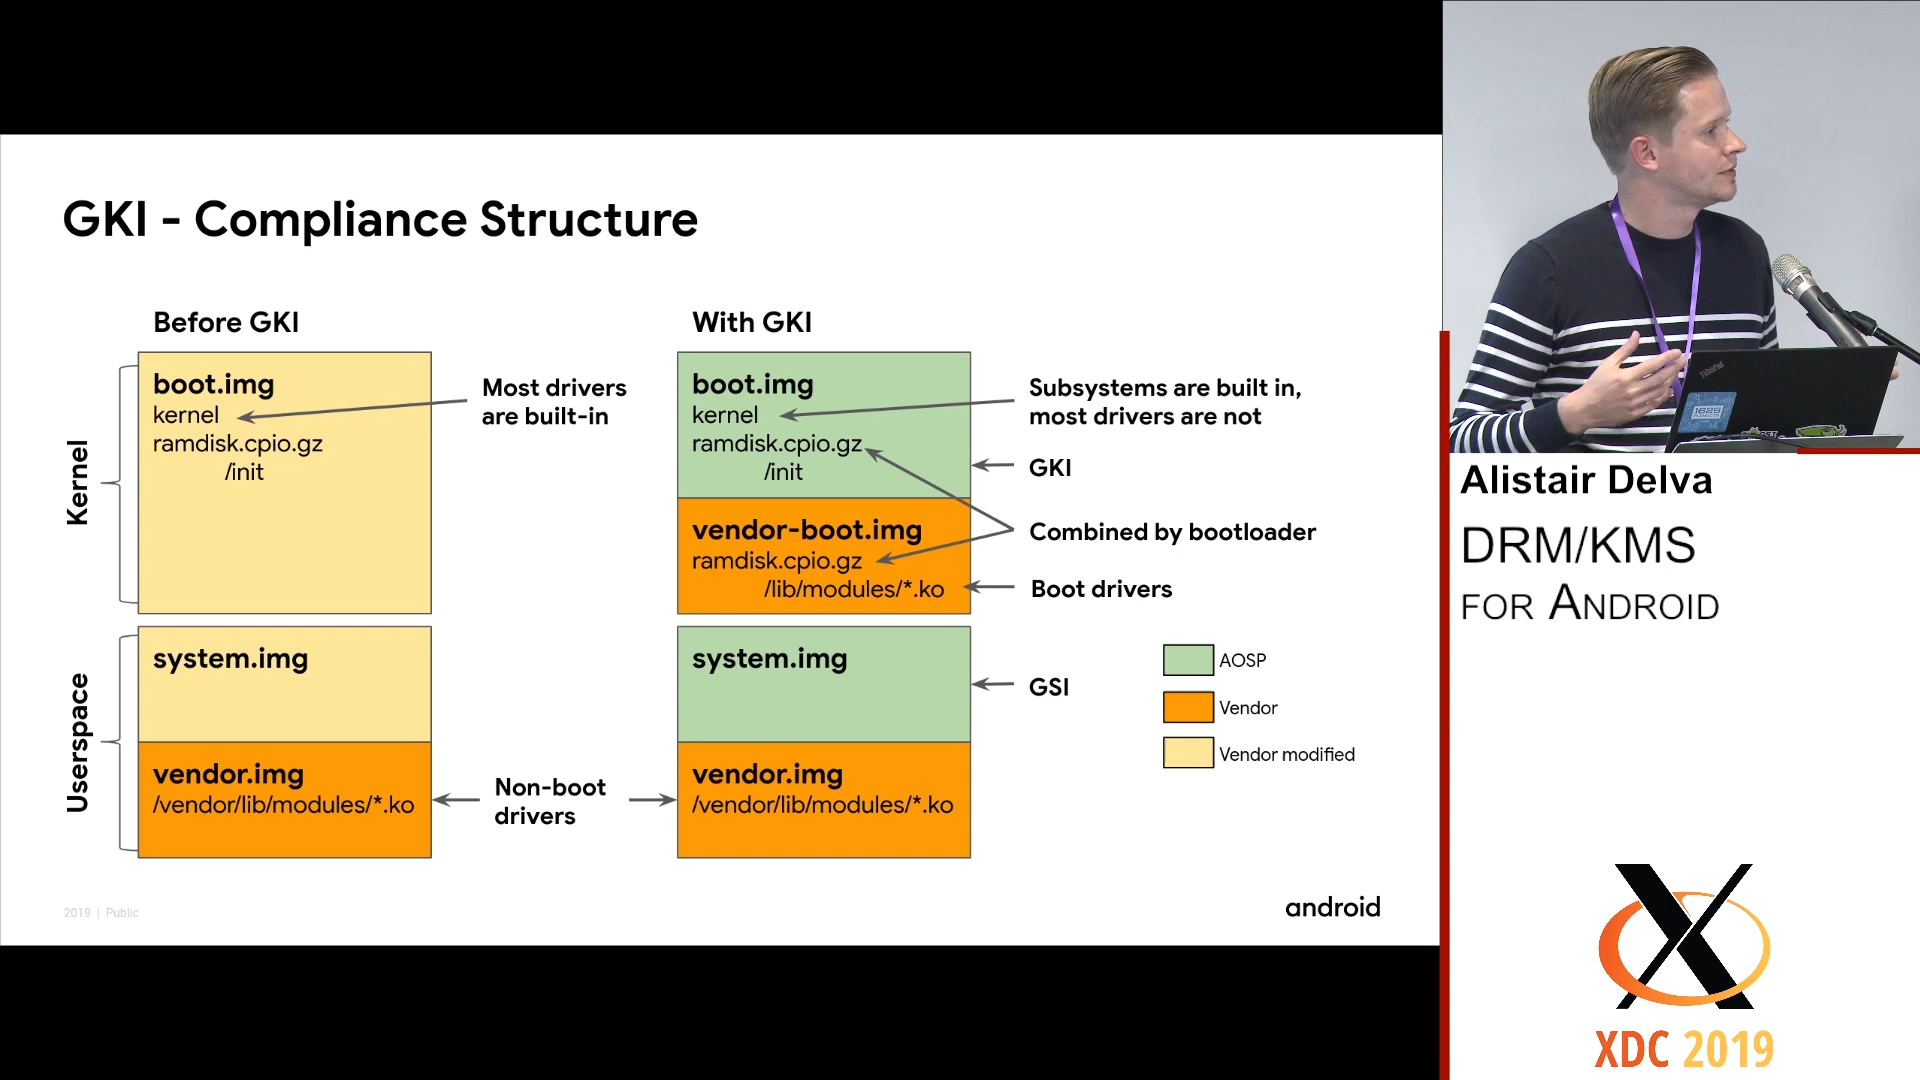 GKI - Compliance Structure
Before GKI
With GKI
Kernel
boot.img
kernel
ramdisk.cpio.gz
/init
Most drivers
are built-in
boot.img
kernel
ramdisk.cpio.gz
/init
Subsystems are built in,
most drivers are not
GKI
vendor-boot.img
ramdisk.cpio.gz
/lib/modules/*.ko
Combined by bootloader
Boot drivers
Userspace
system.img
system.img
GSI
vendor.img
/vendor/lib/modules/*.ko
Non-boot
drivers
vendor.img
/vendor/lib/modules/*.ko
AOSP
Vendor
Vendor modified
2019 | Public
android
ThinkPad
1625
Alistair Delva
DRM/KMS
FOR ANDROID
XDC 2019